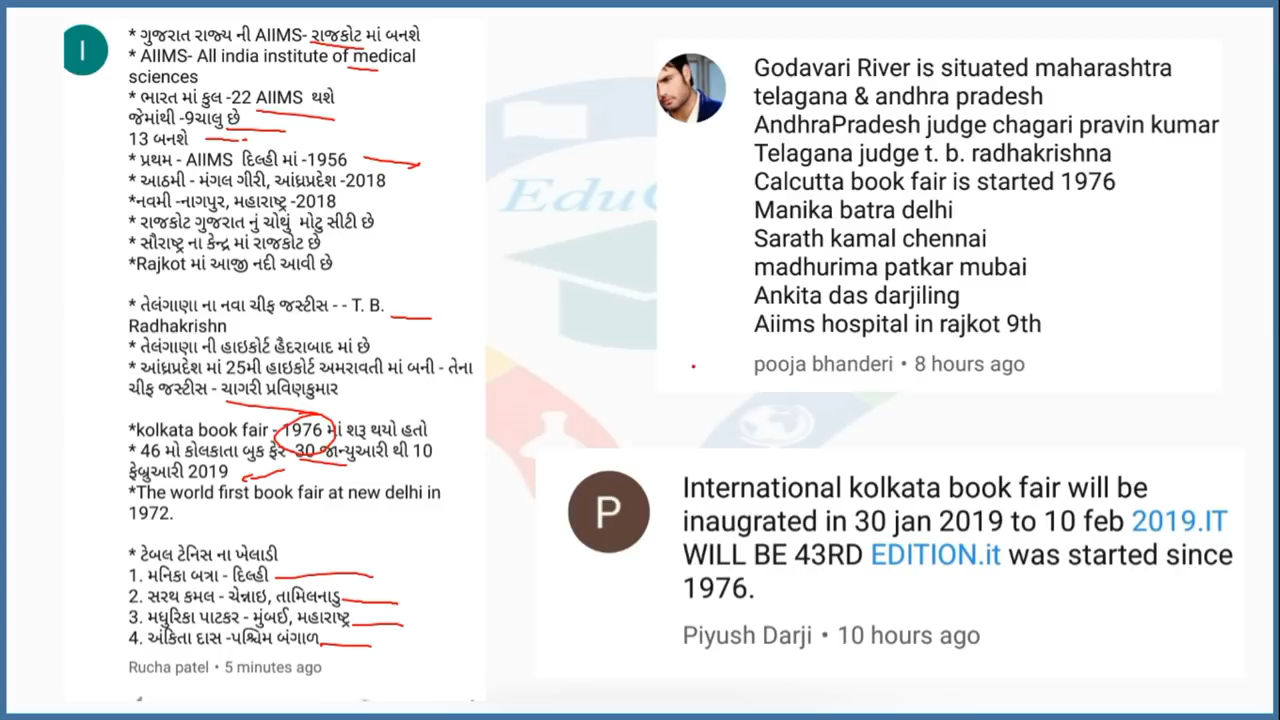 I
* ગુજરાત રાજ્ય ની AIIMS- રાજકોટ માં બનશે
* AIIMS- All india institute of medical
sciences
* ભારત માં કુલ -22 AIIMS થશે
જેમાંથી -9ચાલુ છે
13 બનશે
* પ્રથમ - AIIMS દિલ્હી માં -1956
* આઠમી - મંગલ ગીરી, આંધ્રપ્રદેશ -2018
*નવમી -નાગપુર, મહારાષ્ટ્ર -2018
* રાજકોટ ગુજરાત નું ચોથું મોટુ સીટી છે
* સૌરાષ્ટ્ર ના કેન્દ્ર માં રાજકોટ છે
*Rajkot માં આજી નદી આવી છે
* તેલંગાણા ના નવા ચીફ જસ્ટીસ - - T. B.
Radhakrishn
* તેલંગાણા ની હાઇકોર્ટ હૈદરાબાદ માં છે
* આંધ્રપ્રદેશ માં 25મી હાઇકોર્ટ અમરાવતી માં બની - તેના
ચીફ જસ્ટીસ - ચાગરી પ્રવિણકુમાર
*kolkata book fair - 1976 માં શરૂ થયો હતો
* 46 મો કોલકાતા બુક ફેર -30 જાન્યુઆરી થી 10
ફેબ્રુઆરી 2019
*The world first book fair at new delhi in
1972.
* ટેબલ ટેનિસ ના ખેલાડી
1. મનિકા બત્રા - દિલ્હી
2. સરથ કમલ - ચેન્નાઇ, તામિલનાડુ
3. મધુરિકા પાટકર - મુંબઈ, મહારાષ્ટ્ર
4. અંકિતા દાસ -પશ્ચિમ બંગાળ
Rucha patel • 5 minutes ago
Godavari River is situated maharashtra
telagana & andhra pradesh
AndhraPradesh judge chagari pravin kumar
Telagana judge t. b. radhakrishna
Calcutta book fair is started 1976
Manika batra delhi
Sarath kamal chennai
madhurima patkar mubai
Ankita das darjiling
Aiims hospital in rajkot 9th
pooja bhanderi • 8 hours ago
P
International kolkata book fair will be
inaugrated in 30 jan 2019 to 10 feb 2019.IT
WILL BE 43RD EDITION.it was started since
1976.
Piyush Darji • 10 hours ago